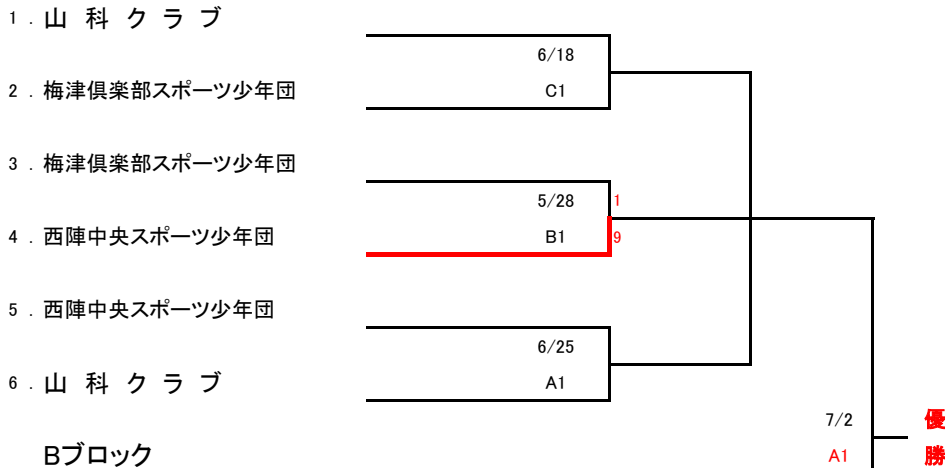 1 . 山 科 ク ラ ブ
6/18
2 . 梅津倶楽部スポーツ少年団
C1
3 . 梅津倶楽部スポーツ少年団
5/28 1
4 . 西陣中央スポーツ少年団
B1 9
5 . 西陣中央スポーツ少年団
6/25
6 . 山 科 ク ラ ブ
A1
7/2 優
Bブロック
A1 勝